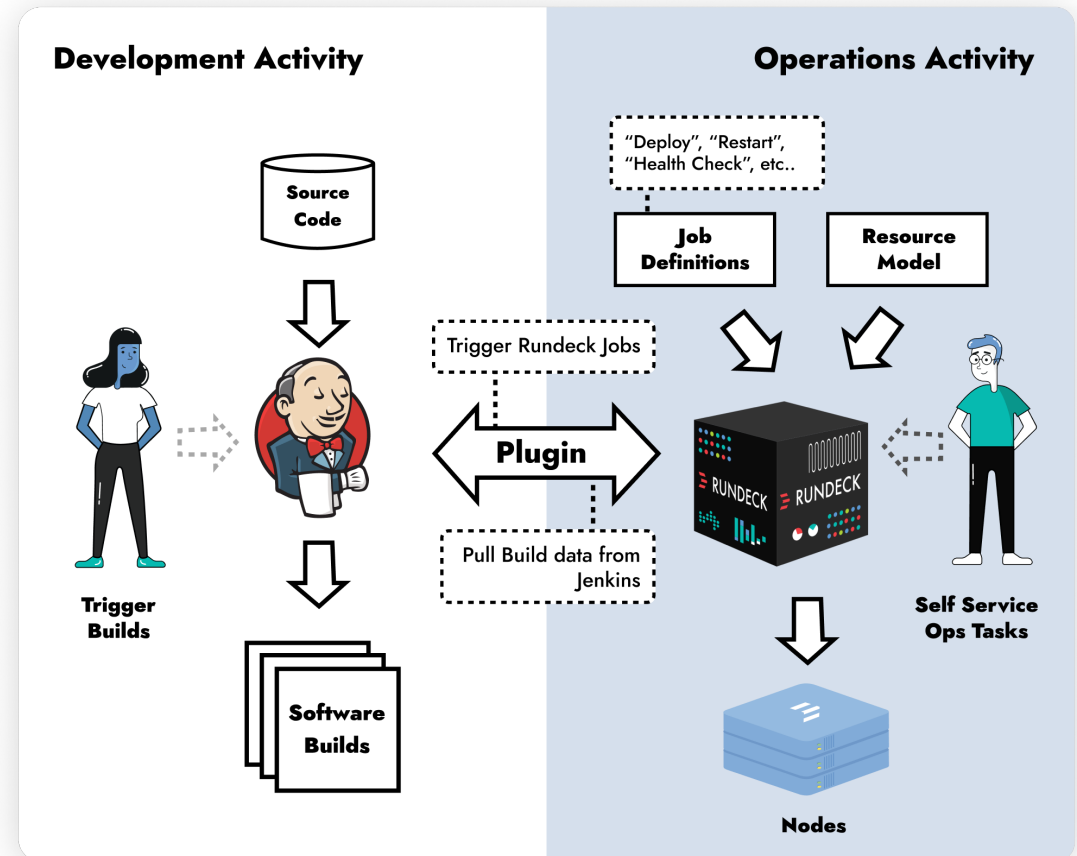 Development Activity
Operations Activity
“Deploy”, “Restart”,
“Health Check”, etc..
Source
Code
Job
Definitions
Resource
Model
Trigger Rundeck Jobs
Plugin
RUNDECK
RUNDECK
Pull Build data from
Jenkins
Trigger
Builds
Self Service
Ops Tasks
Software
Builds
Nodes